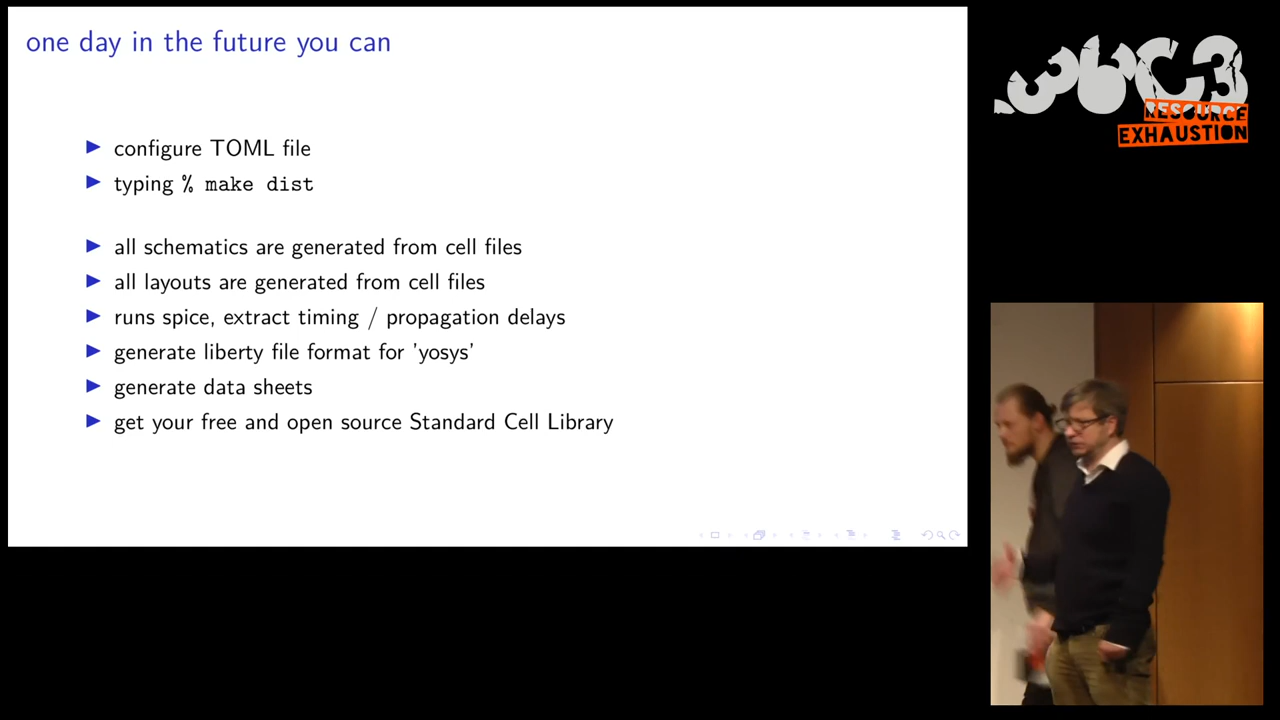 one day in the future you can
configure TOML file
typing % make dist
all schematics are generated from cell files
all layouts are generated from cell files
runs spice, extract timing / propagation delays
generate liberty file format for 'yosys'
generate data sheets
get your free and open source Standard Cell Library
.36C3
RESOURCE
EXHAUSTION